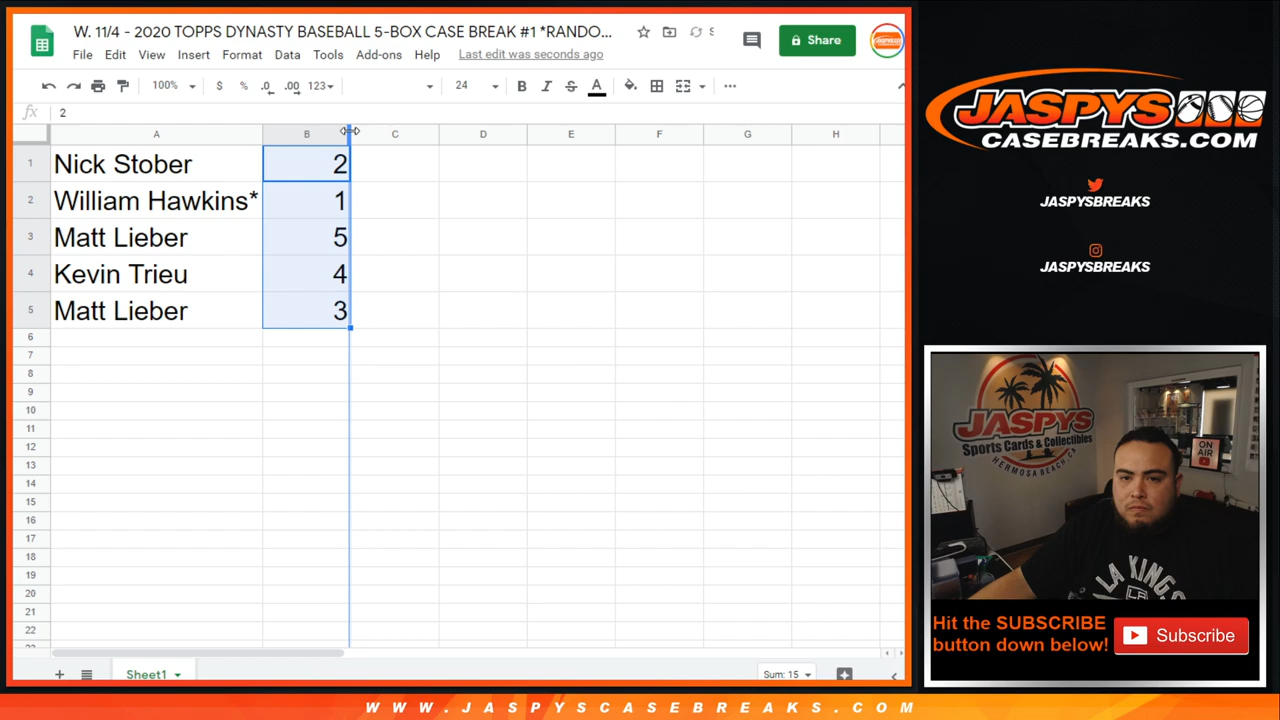 W. 11/4 - 2020 TOPPS DYNASTY BASEBALL 5-BOX CASE BREAK #1 *RANDO...
S
Share
File Edit View Insert Format Data Tools Add-ons Help Last edit was seconds ago
100% $ % .0 .00 123 24 B I S A
fx 2
A B C D E F G H
1 Nick Stober 2
2 William Hawkins* 1
3 Matt Lieber 5
4 Kevin Trieu 4
5 Matt Lieber 3
6
7
8
9
10
11
12
13
14
15
16
17
18
19
20
21
22
Sheet1
Sum: 15
JASPYS
CASEBREAKS.COM
JASPYSBREAKS
JASPYSBREAKS
JASPYS
Sports Cards & Collectibles
HERMOSA BEACH, CA
ON AIR
LA KINGS
Hit the SUBSCRIBE
button down below!
Subscribe
WWW.JASPYSCASEBREAKS.COM